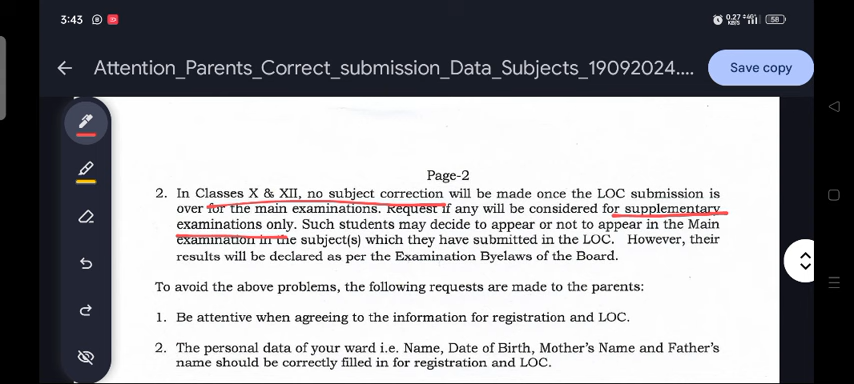 3:43
0.27 4G
KB/S
58
Attention_Parents_Correct_submission_Data_Subjects_19092024....
Save copy
Page-2
2. In Classes X & XII, no subject correction will be made once the LOC submission is
over for the main examinations. Request if any will be considered for supplementary
examinations only. Such students may decide to appear or not to appear in the Main
examination in the subject(s) which they have submitted in the LOC. However, their
results will be declared as per the Examination Byelaws of the Board.
To avoid the above problems, the following requests are made to the parents:
1. Be attentive when agreeing to the information for registration and LOC.
2. The personal data of your ward i.e. Name, Date of Birth, Mother's Name and Father's
name should be correctly filled in for registration and LOC.